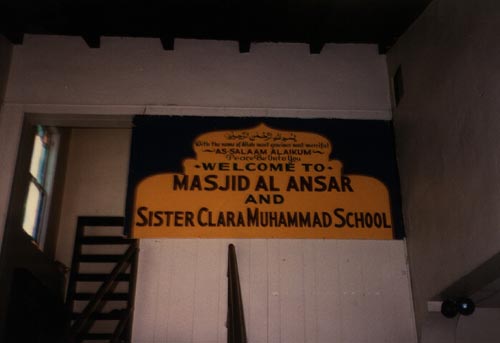 بسم الله الرحمن الرحيم
With the name of Allah most gracious most merciful
AS-SALAAM ALAIKUM
Peace Be Unto You
WELCOME TO
MASJID AL ANSAR
AND
SISTER CLARA MUHAMMAD SCHOOL